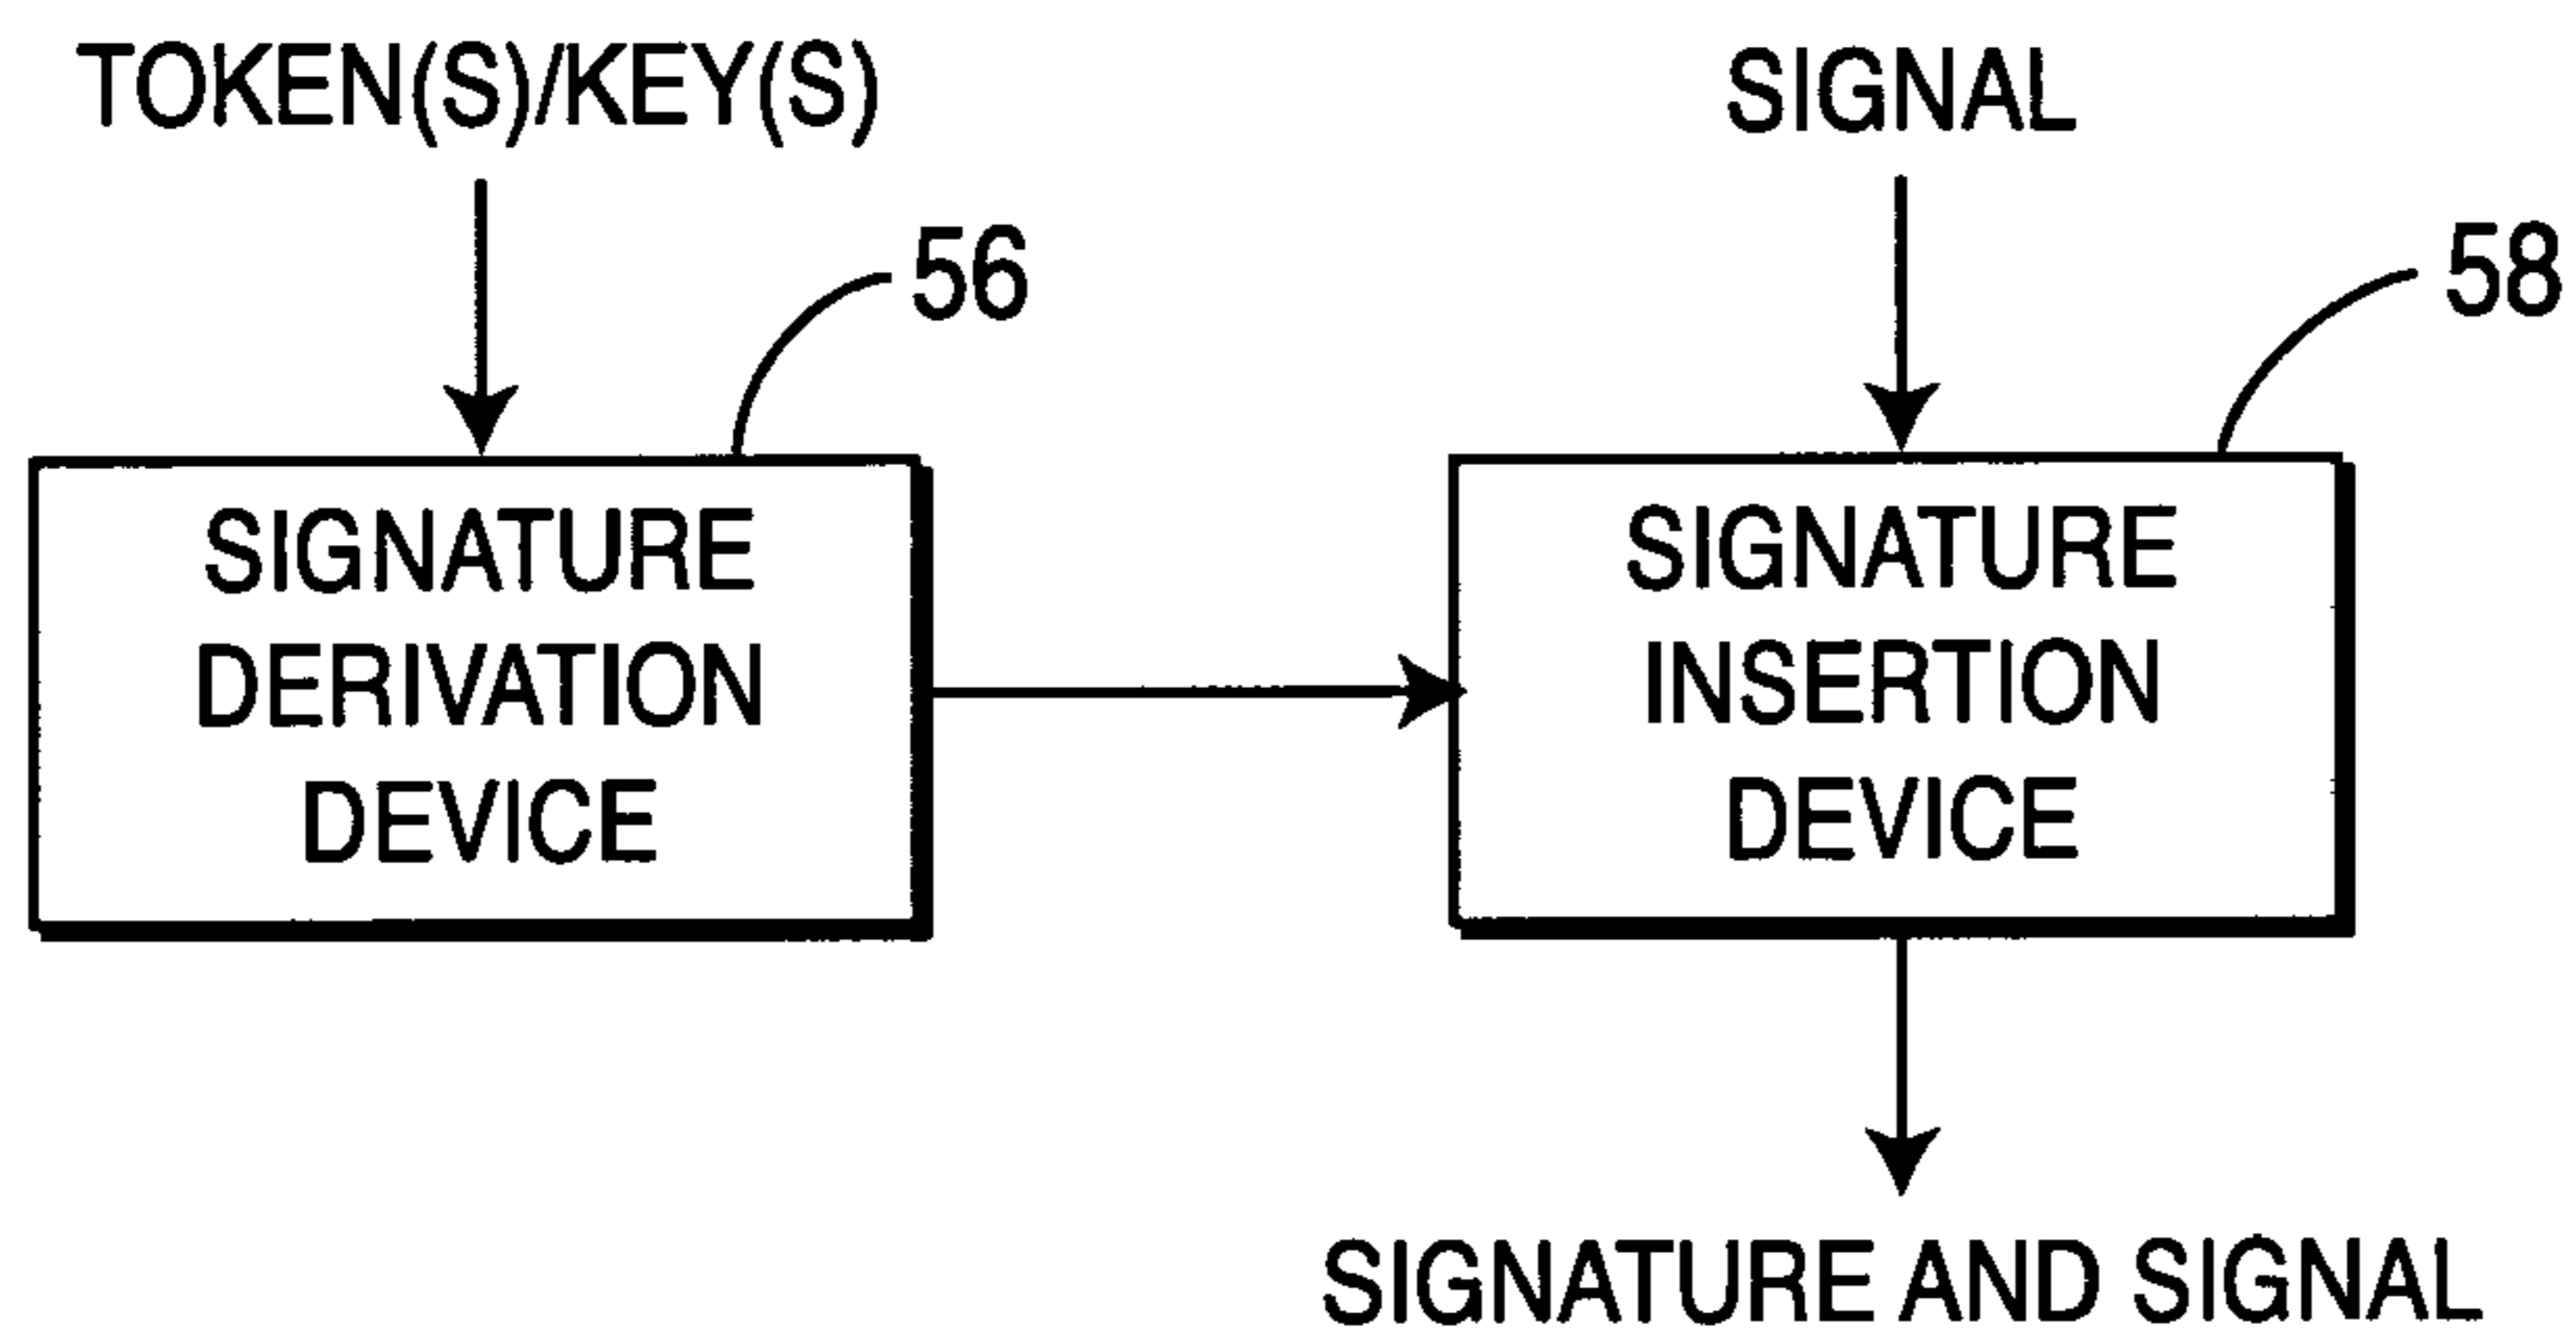 TOKEN(S)/KEY(S)
SIGNAL
56
58
SIGNATURE
DERIVATION
DEVICE
SIGNATURE
INSERTION
DEVICE
SIGNATURE AND SIGNAL